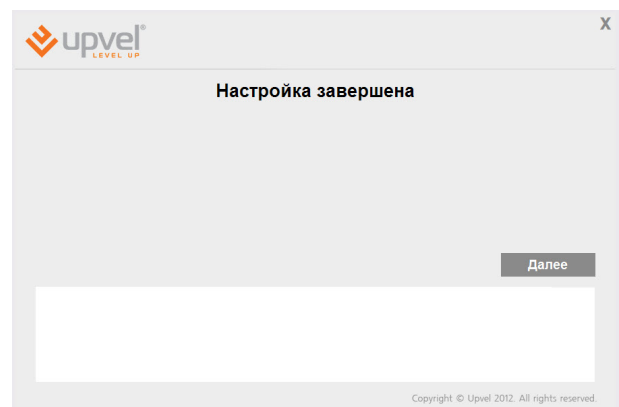 X
upvel®
LEVEL UP
Настройка завершена
Далее
Copyright © Upvel 2012. All rights reserved.